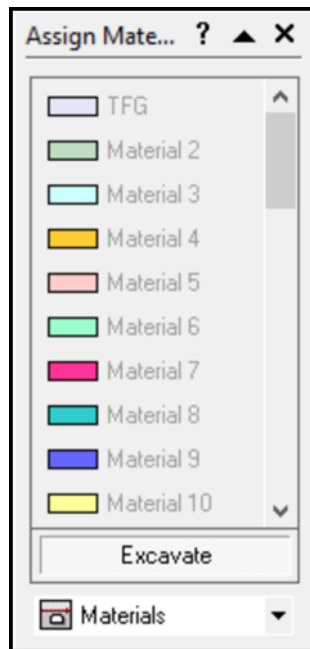 Assign Mate... ?
TFG
Material 2
Material 3
Material 4
Material 5
Material 6
Material 7
Material 8
Material 9
Material 10
Excavate
Materials